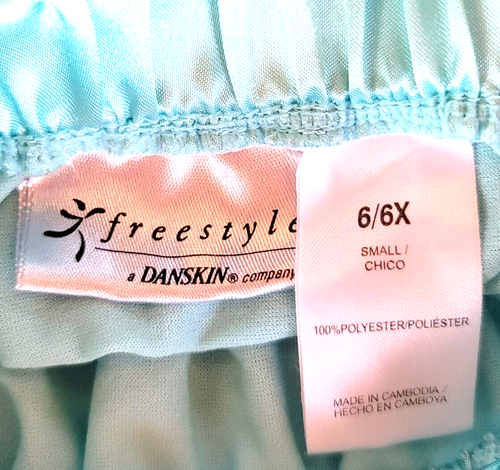 freestyle
a DANSKIN® company
6/6X
SMALL /
CHICO
100%POLYESTER/POLIÉSTER
MADE IN CAMBODIA /
HECHO EN CAMBOYA